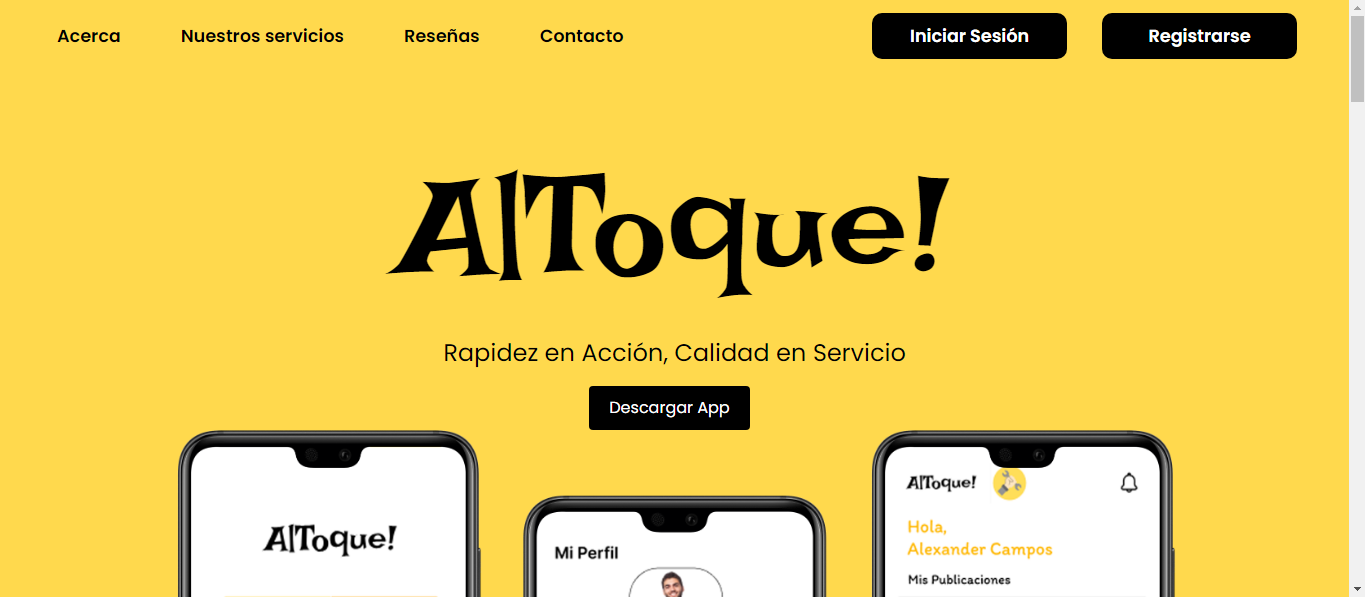 Acerca
Nuestros servicios
Reseñas
Contacto
Iniciar Sesión
Registrarse
AlToque!
Rapidez en Acción, Calidad en Servicio
Descargar App
AlToque!
Mi Perfil
AlToque!
Hola,
Alexander Campos
Mis Publicaciones